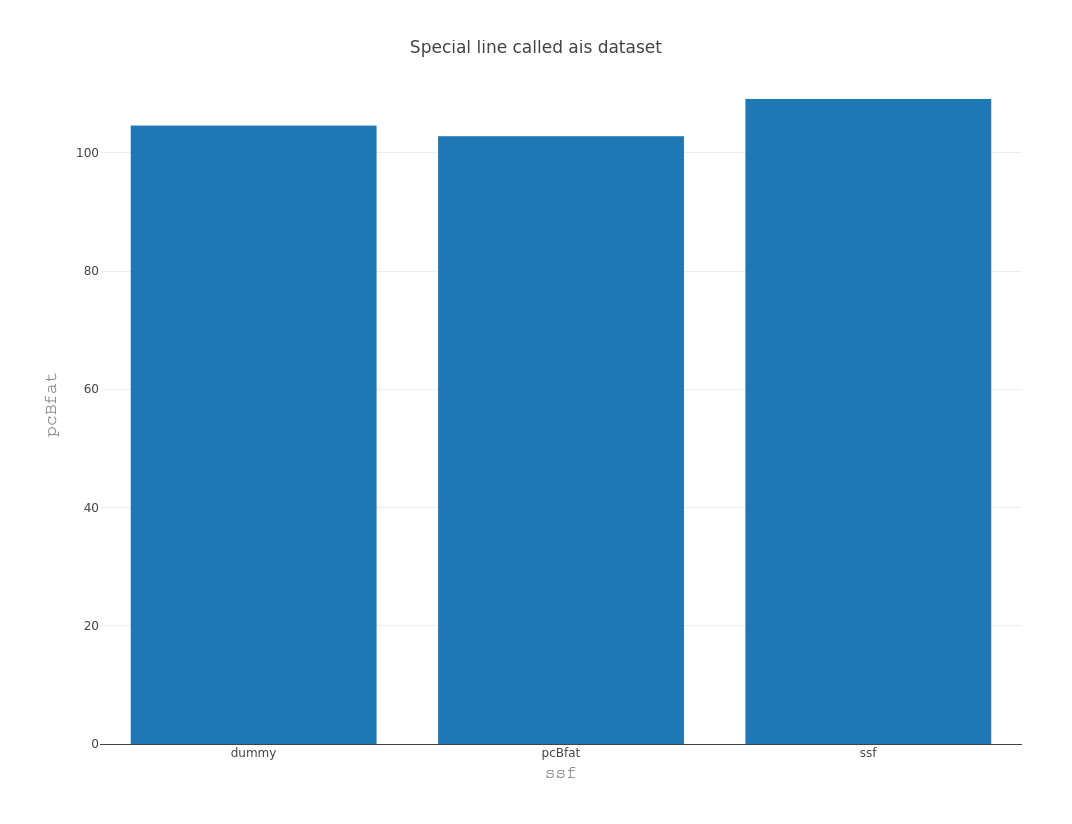 Special line called ais dataset
100
80
60
40
20
0
pcBfat
dummy
pcBfat
ssf
ssf